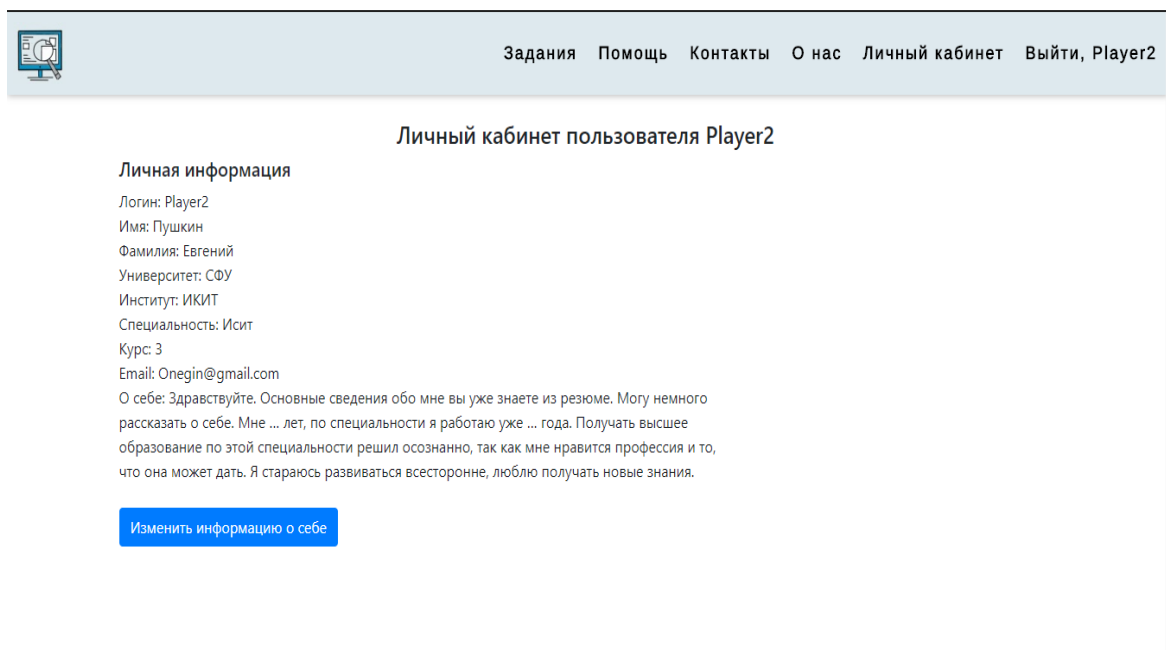 Задания Помощь Контакты О нас Личный кабинет Выйти, Player2
Личный кабинет пользователя Player2
Личная информация
Логин: Player2
Имя: Пушкин
Фамилия: Евгений
Университет: СФУ
Институт: ИКИТ
Специальность: Исит
Курс: 3
Email: Onegin@gmail.com
О себе: Здравствуйте. Основные сведения обо мне вы уже знаете из резюме. Могу немного
рассказать о себе. Мне ... лет, по специальности я работаю уже ... года. Получать высшее
образование по этой специальности решил осознанно, так как мне нравится профессия и то,
что она может дать. Я стараюсь развиваться всесторонне, люблю получать новые знания.
Изменить информацию о себе